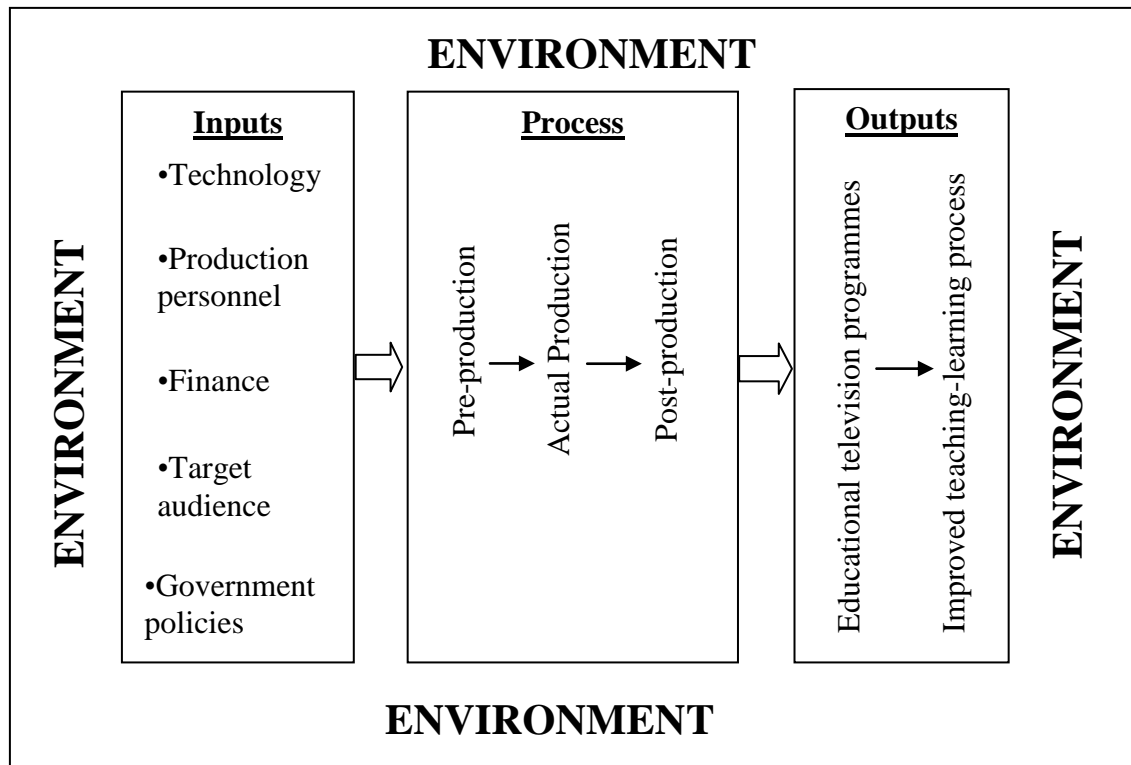 ENVIRONMENT
ENVIRONMENT
Inputs
•Technology
•Production
personnel
•Finance
•Target
audience
•Government
policies
Process
Pre-production
Actual Production
Post-production
Outputs
Educational television programmes
Improved teaching-learning process
ENVIRONMENT
ENVIRONMENT